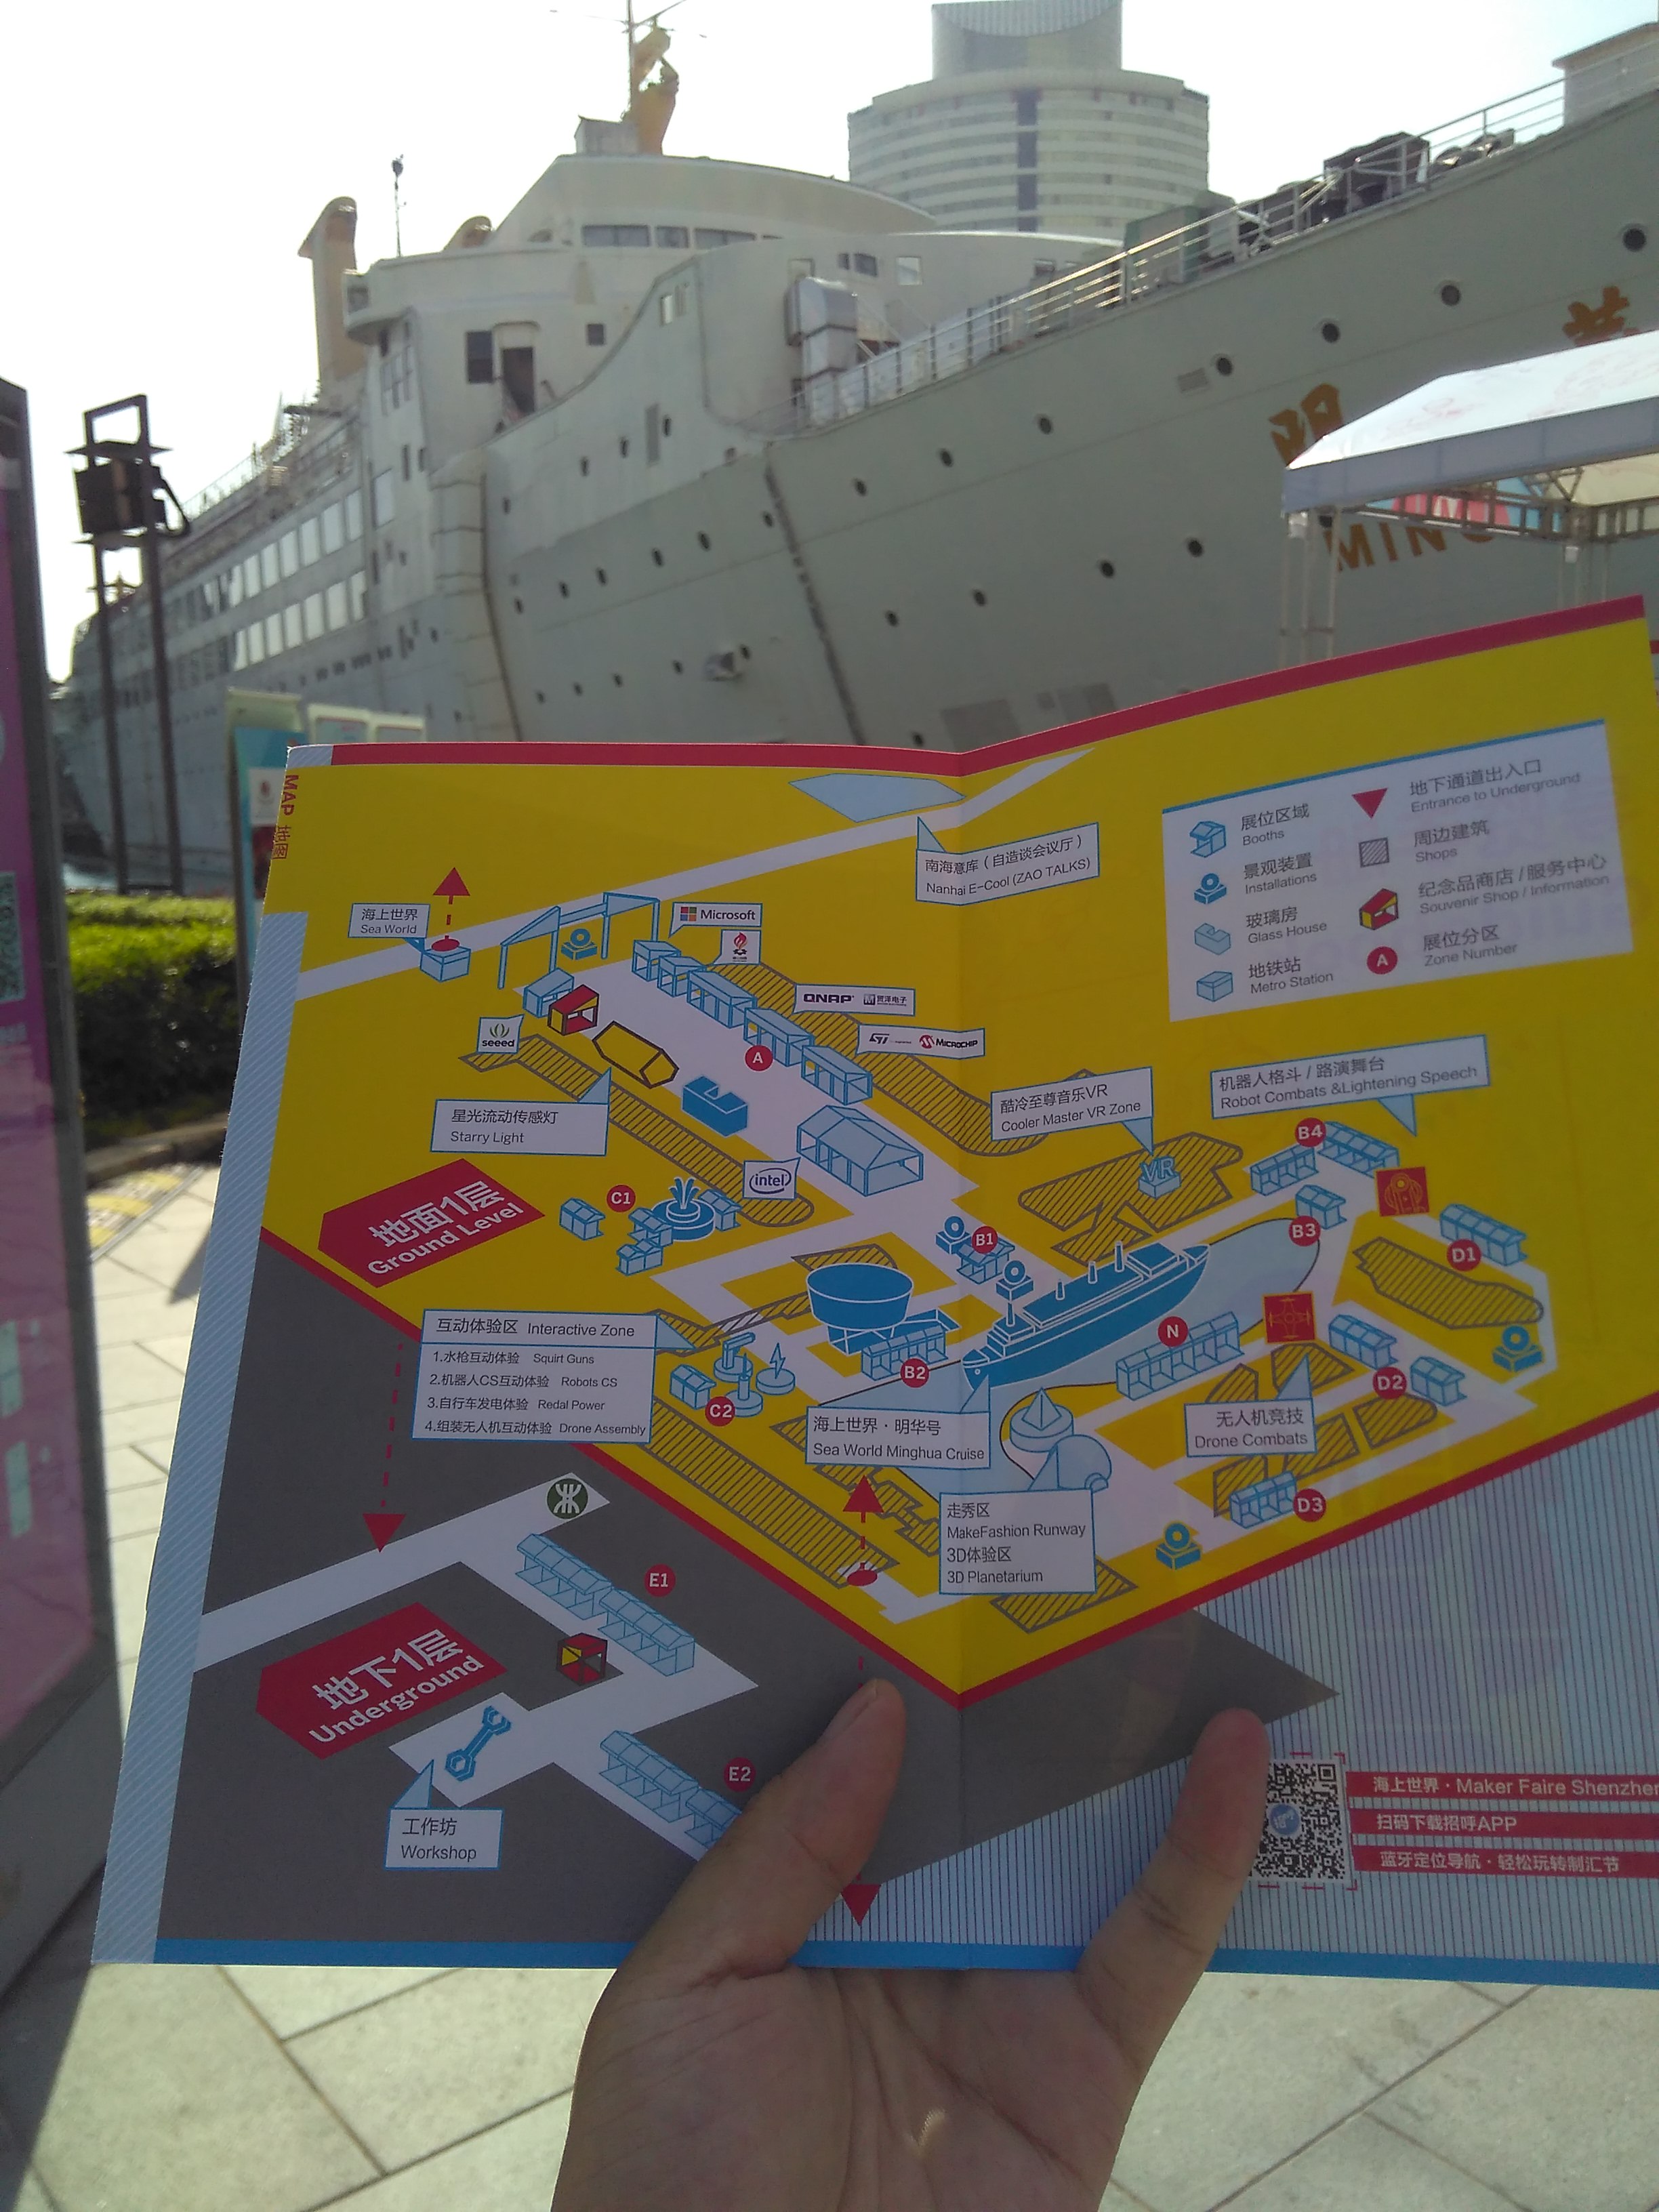 明华
MING
MAP 地图
展位区域
Booths
景观装置
Installations
玻璃房
Glass House
地铁站
Metro Station
地下通道出入口
Entrance to Underground
周边建筑
Shops
纪念品商店 / 服务中心
Souvenir Shop / Information
A
展位分区
Zone Number
南海意库（自造谈会议厅）
Nanhai E-Cool (ZAO TALKS)
海上世界
Sea World
Microsoft
QNAP
ST
MICROCHIP
seeed
A
星光流动传感灯
Starry Light
酷冷至尊音乐VR
Cooler Master VR Zone
VR
机器人格斗 / 路演舞台
Robot Combats &Lightening Speech
B4
B3
D1
intel
C1
B1
地面1层
Ground Level
互动体验区 Interactive Zone
1.水枪互动体验 Squirt Guns
2.机器人CS互动体验 Robots CS
3.自行车发电体验 Redal Power
4.组装无人机互动体验 Drone Assembly
N
B2
C2
D2
海上世界·明华号
Sea World Minghua Cruise
无人机竞技
Drone Combats
D3
走秀区
MakeFashion Runway
3D体验区
3D Planetarium
E1
地下1层
Underground
E2
工作坊
Workshop
海上世界·Maker Faire Shenzhen
扫码下载招呼APP
蓝牙定位导航·轻松玩转制汇节